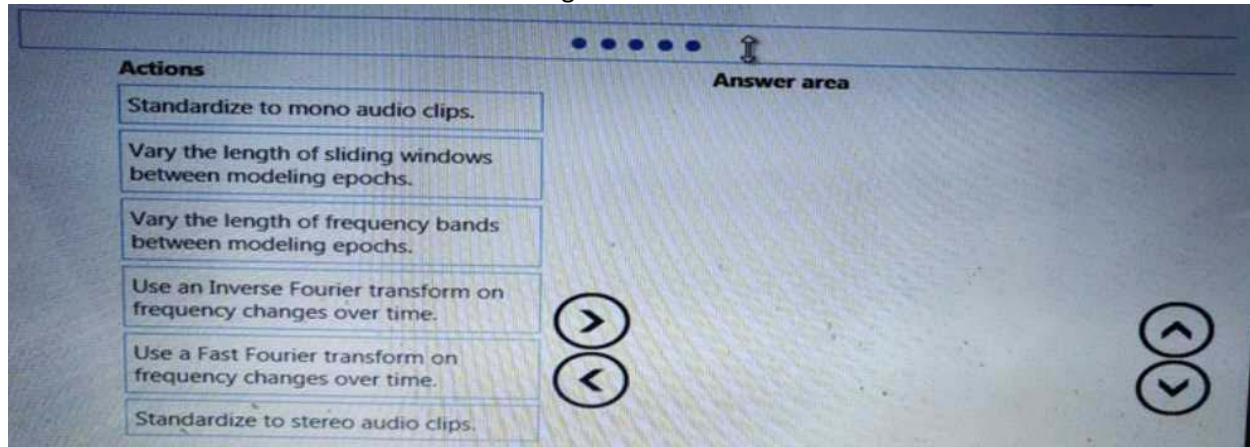 Actions
Answer area
Standardize to mono audio clips.
Vary the length of sliding windows
between modeling epochs.
Vary the length of frequency bands
between modeling epochs.
Use an Inverse Fourier transform on
frequency changes over time.
Use a Fast Fourier transform on
frequency changes over time.
Standardize to stereo audio clips.